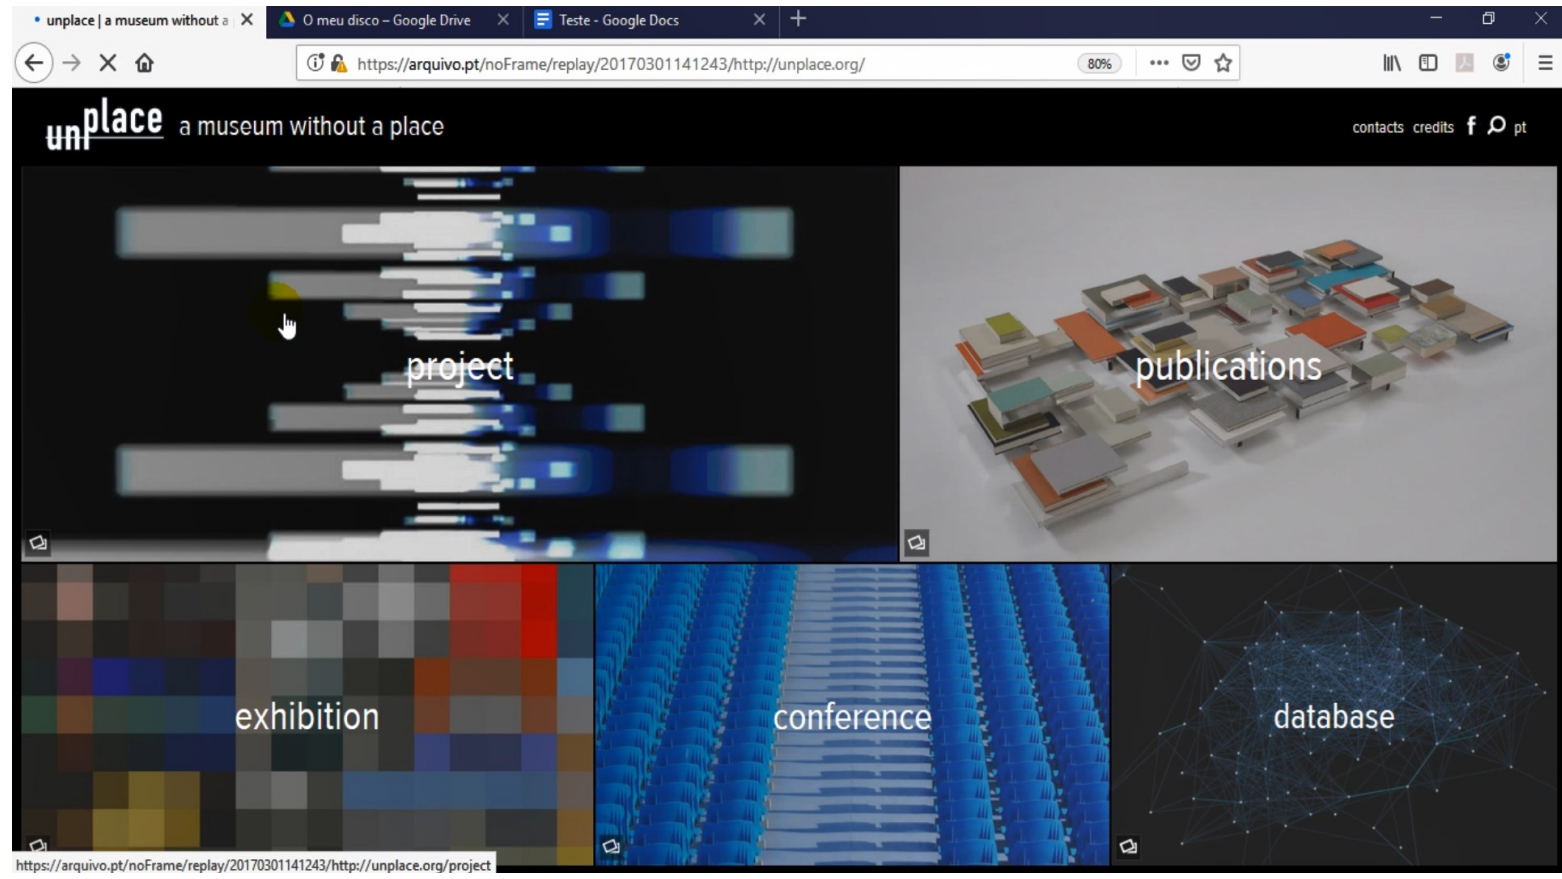 unplace | a museum without a
O meu disco – Google Drive
Teste - Google Docs
https://arquivo.pt/noFrame/replay/20170301141243/http://unplace.org/
80%
unplace a museum without a place
contacts credits f pt
project
publications
exhibition
conference
database
https://arquivo.pt/noFrame/replay/20170301141243/http://unplace.org/project